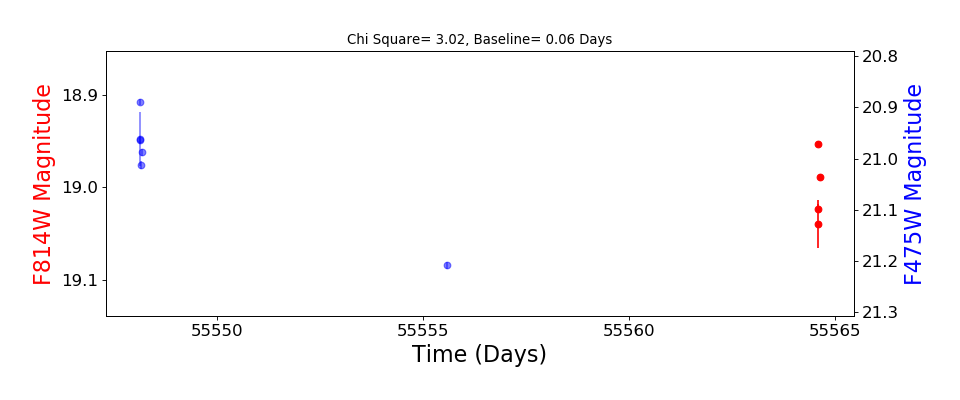 Chi Square= 3.02, Baseline= 0.06 Days
F814W Magnitude
18.9
19.0
19.1
20.8
20.9
21.0
21.1
21.2
21.3
F475W Magnitude
55550 55555 55560 55565
Time (Days)